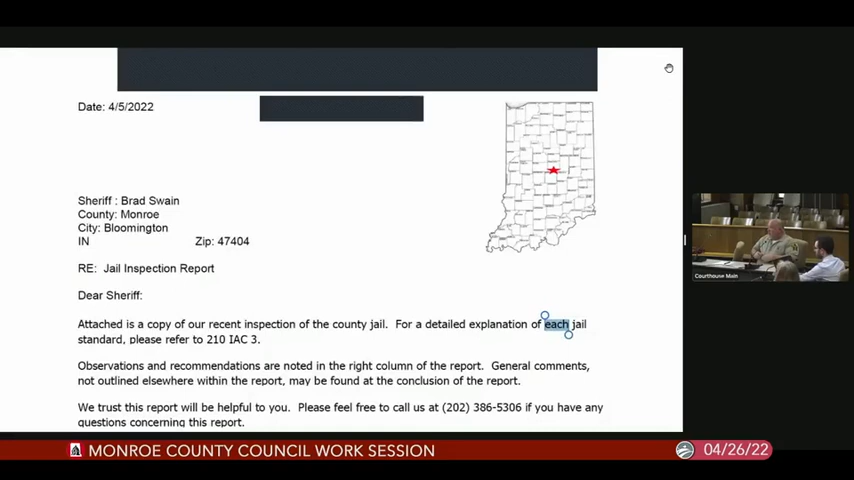 Date: 4/5/2022
Sheriff : Brad Swain
County: Monroe
City: Bloomington
IN Zip: 47404
RE: Jail Inspection Report
Dear Sheriff:
Attached is a copy of our recent inspection of the county jail. For a detailed explanation of each jail
standard, please refer to 210 IAC 3.
Observations and recommendations are noted in the right column of the report. General comments,
not outlined elsewhere within the report, may be found at the conclusion of the report.
We trust this report will be helpful to you. Please feel free to call us at (202) 386-5306 if you have any
questions concerning this report.
Courthouse Main
MONROE COUNTY COUNCIL WORK SESSION
04/26/22